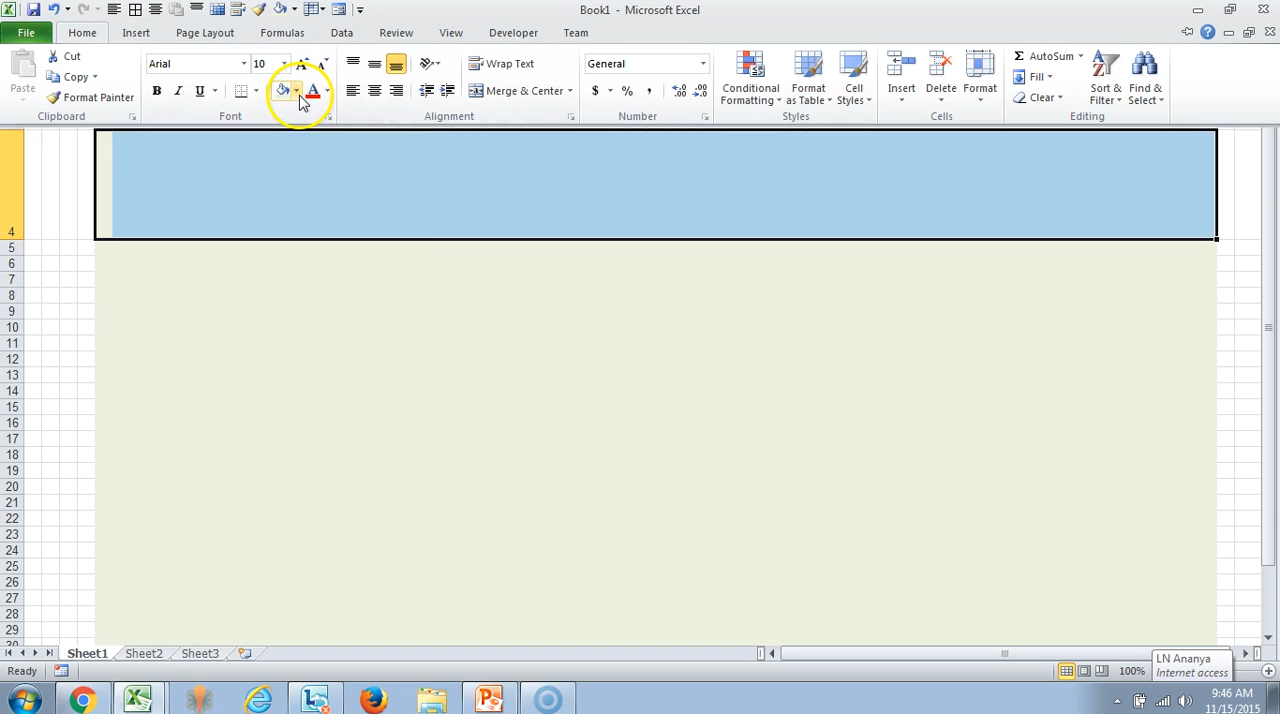 Book1 - Microsoft Excel
File Home Insert Page Layout Formulas Data Review View Developer Team
Paste
Cut
Copy
Format Painter
Clipboard
Arial 10
B I U A
Font
Wrap Text
Merge & Center
Alignment
General
$ % ,
Number
Conditional Formatting
Format as Table
Cell Styles
Styles
Insert
Delete
Format
Cells
AutoSum
Fill
Clear
Sort & Filter
Find & Select
Editing
4
5
6
7
8
9
10
11
12
13
14
15
16
17
18
19
20
21
22
23
24
25
26
27
28
29
30
Sheet1 Sheet2 Sheet3
Ready
100%
LN Ananya
Internet access
9:46 AM
11/15/2015